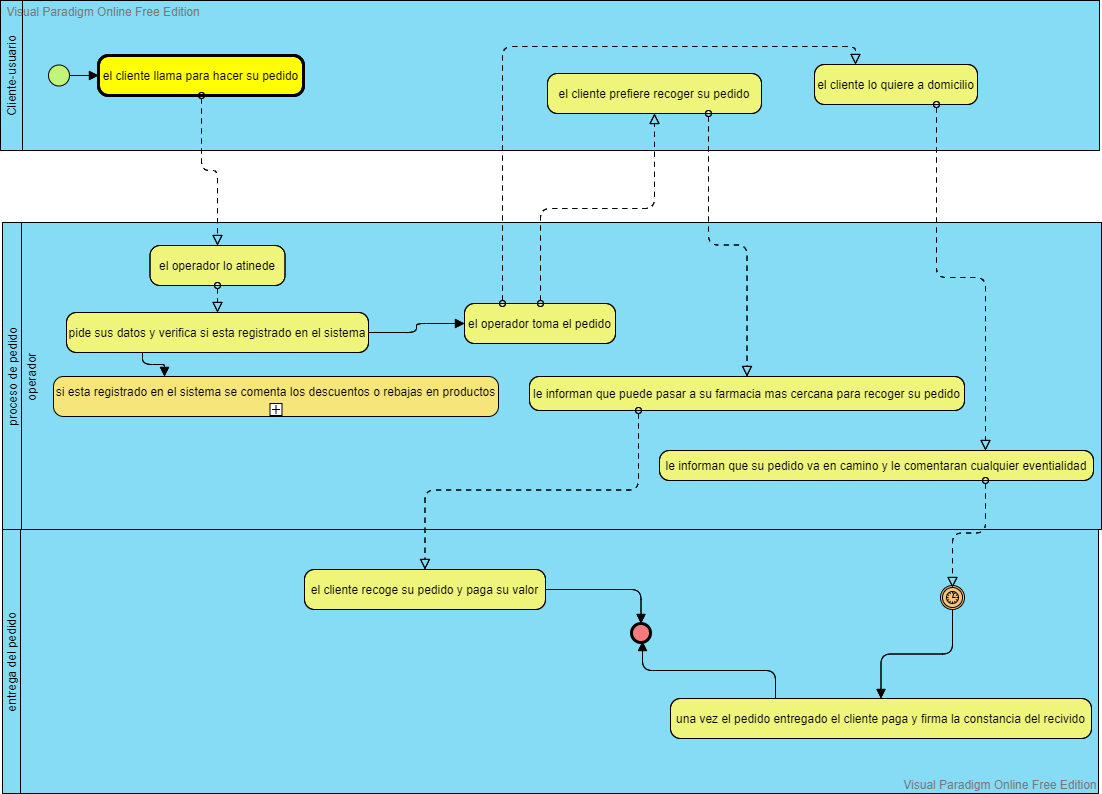 Visual Paradigm Online Free Edition
Cliente-usuario
el cliente llama para hacer su pedido
el cliente prefiere recoger su pedido
el cliente lo quiere a domicilio
proceso de pedido
operador
el operador lo atinede
pide sus datos y verifica si esta registrado en el sistema
el operador toma el pedido
si esta registrado en el sistema se comenta los descuentos o rebajas en productos
le informan que puede pasar a su farmacia mas cercana para recoger su pedido
le informan que su pedido va en camino y le comentaran cualquier eventialidad
entrega del pedido
el cliente recoge su pedido y paga su valor
una vez el pedido entregado el cliente paga y firma la constancia del recivido
Visual Paradigm Online Free Edition